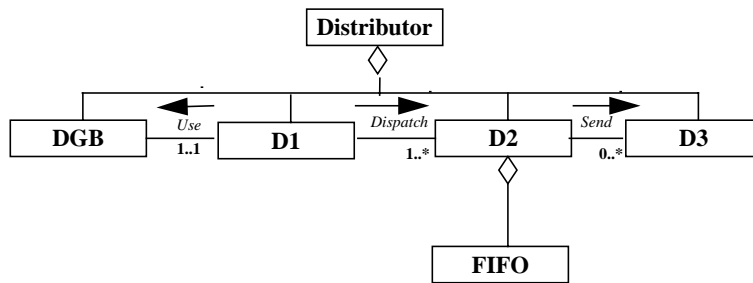 Distributor
Use
Dispatch
Send
DGB
D1
D2
D3
1..1
1..*
0..*
FIFO